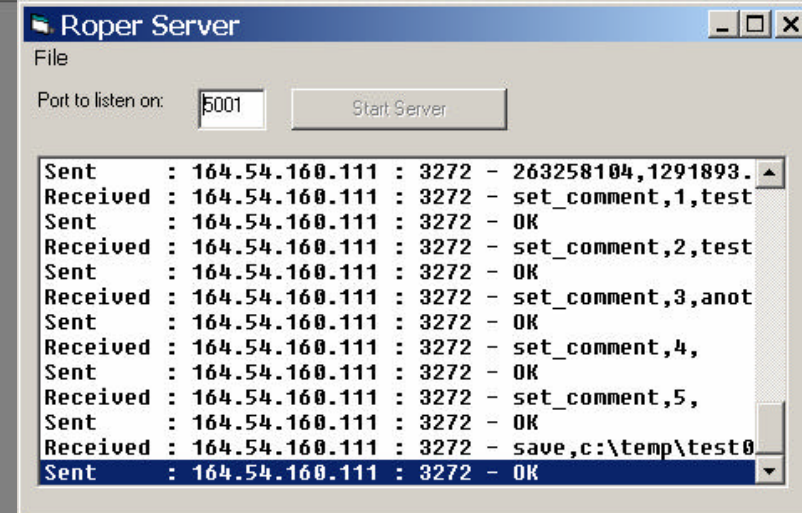 Roper Server
File
Port to listen on: 5001 Start Server
Sent : 164.54.160.111 : 3272 - 263258104,1291893.
Received : 164.54.160.111 : 3272 - set_comment,1,test
Sent : 164.54.160.111 : 3272 - OK
Received : 164.54.160.111 : 3272 - set_comment,2,test
Sent : 164.54.160.111 : 3272 - OK
Received : 164.54.160.111 : 3272 - set_comment,3,anot
Sent : 164.54.160.111 : 3272 - OK
Received : 164.54.160.111 : 3272 - set_comment,4,
Sent : 164.54.160.111 : 3272 - OK
Received : 164.54.160.111 : 3272 - set_comment,5,
Sent : 164.54.160.111 : 3272 - OK
Received : 164.54.160.111 : 3272 - save,c:\temp\test0
Sent : 164.54.160.111 : 3272 - OK